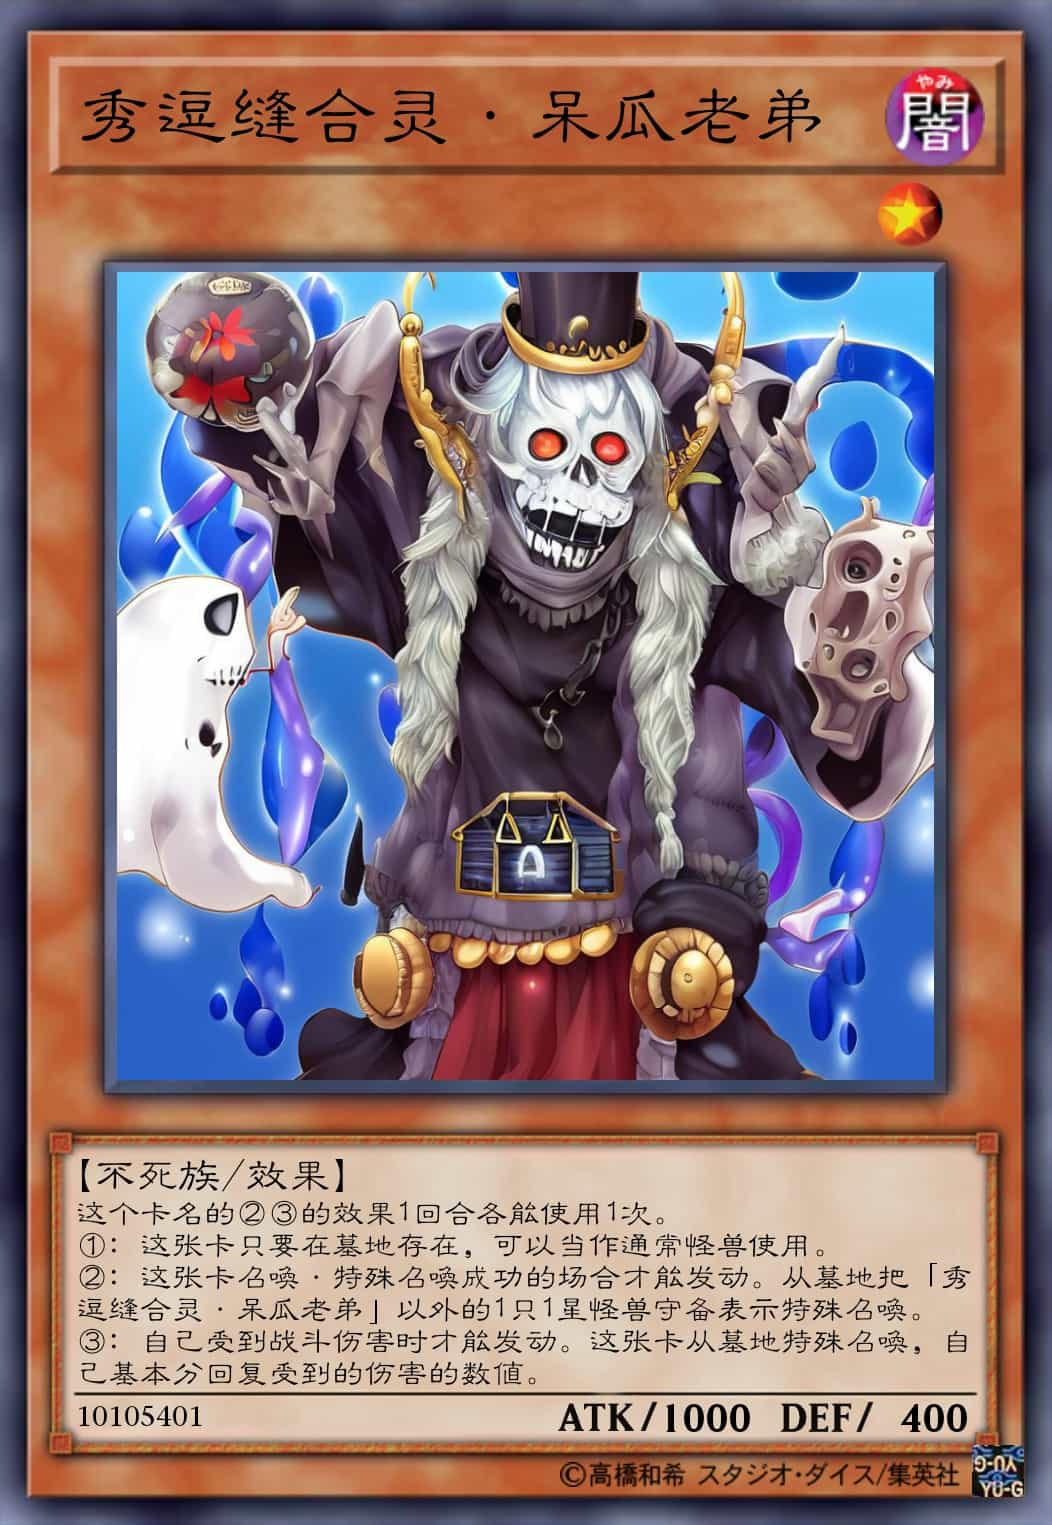 秀逗缝合灵·呆瓜老弟
やみ
闇
A
【不死族/效果】
这个卡名的②③的效果1回合各能使用1次。
①：这张卡只要在墓地存在，可以当作通常怪兽使用。
②：这张卡召唤·特殊召唤成功的场合才能发动。从墓地把「秀
逗缝合灵·呆瓜老弟」以外的1只1星怪兽守备表示特殊召唤。
③：自己受到战斗伤害时才能发动。这张卡从墓地特殊召唤，自
己基本分回复受到的伤害的数値。
10105401 ATK/1000 DEF/ 400
©高橋和希 スタジオ·ダイス/集英社
YU-G
YU-G